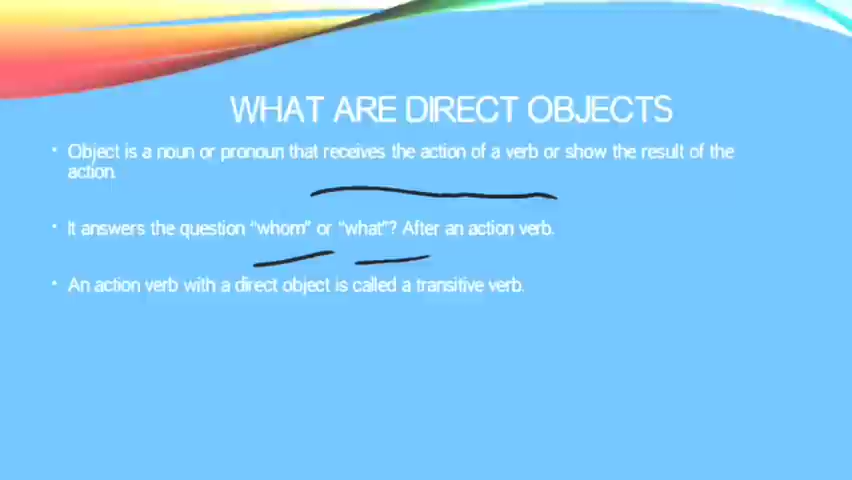 WHAT ARE DIRECT OBJECTS
• Object is a noun or pronoun that receives the action of a verb or show the result of the
action.
• It answers the question “whom” or “what”? After an action verb.
• An action verb with a direct object is called a transitive verb.